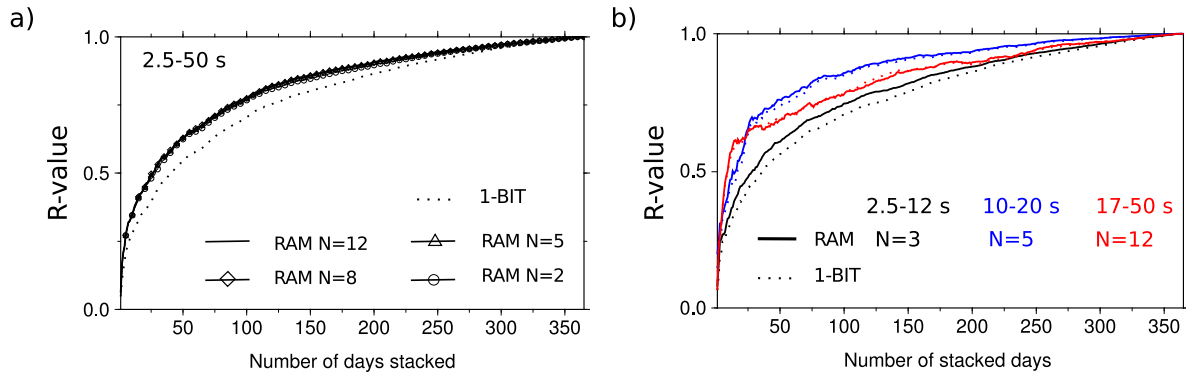 a)
1.0
2.5-50 s
R-value
0.5
1-BIT
RAM N=12
RAM N=5
RAM N=8
RAM N=2
0.0
50 100 150 200 250 300 350
Number of days stacked
b)
1.0
R-value
0.5
2.5-12 s 10-20 s 17-50 s
RAM N=3 N=5 N=12
1-BIT
0.0
50 100 150 200 250 300 350
Number of stacked days